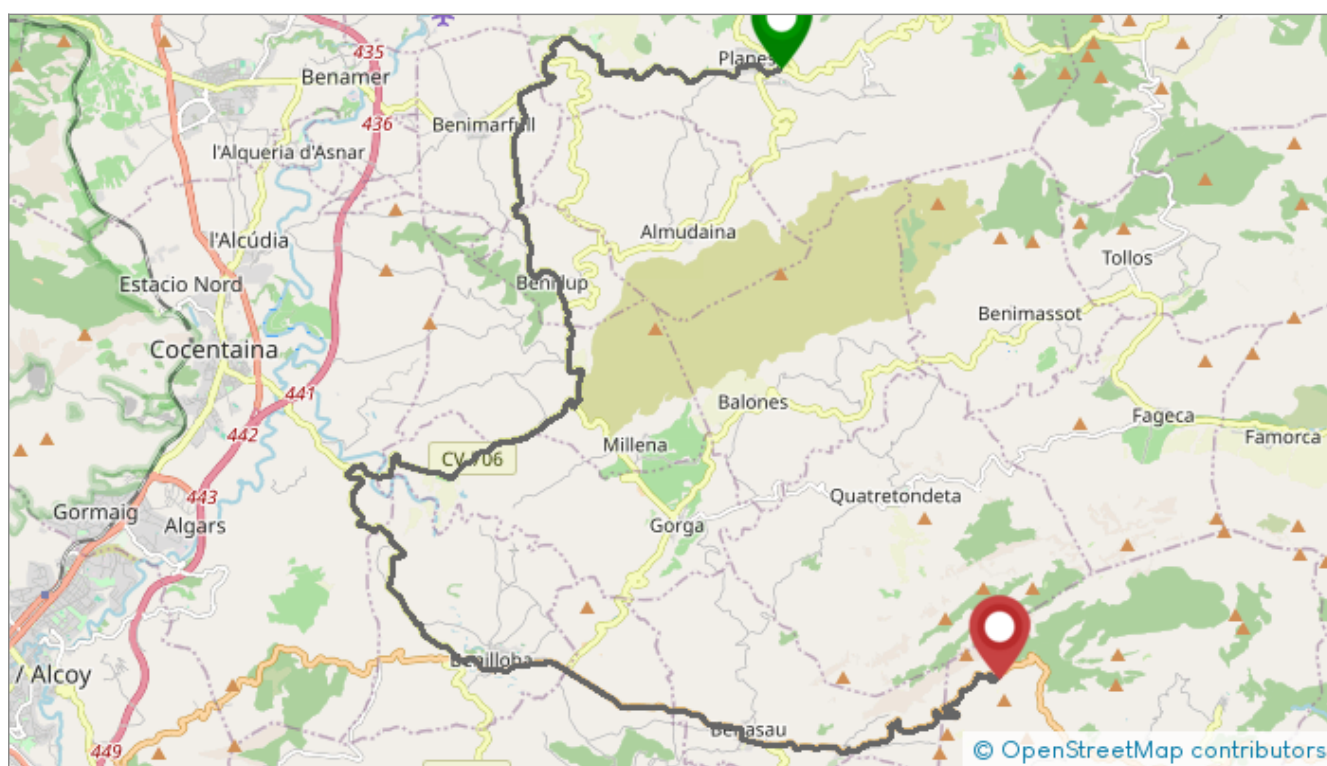 435
Benamer
Planes
436
Benimarfull
l'Alqueria d'Asnar
Almudaina
l'Alcúdia
Tollos
Estacio Nord
Benillup
Benimassot
Cocentaina
441
Balones
Fageca
442
Millena
Famorca
CV-706
443
Quatretondeta
Gormaig
Algars
Gorga
Benilloba
/ Alcoy
Benasau
449
© OpenStreetMap contributors